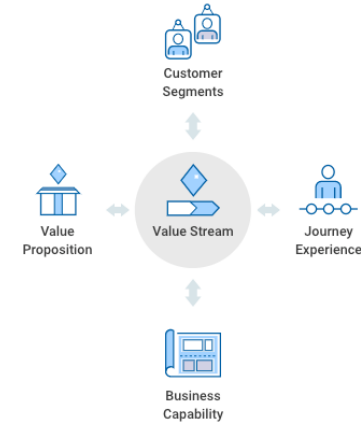 Customer
Segments
Value
Proposition
Value Stream
Journey
Experience
Business
Capability